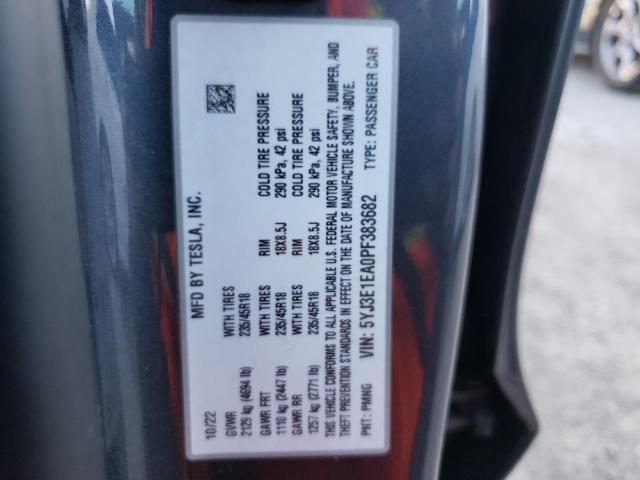 MFD BY TESLA, INC.
10/22
GVWR WITH TIRES
2129 kg (4694 lb) 235/45R18
GAWR FRT WITH TIRES RIM COLD TIRE PRESSURE
1110 kg (2447 lb) 235/45R18 18X8.5J 290 kPa, 42 psi
GAWR RR WITH TIRES RIM COLD TIRE PRESSURE
1257 kg (2771 lb) 235/45R18 18X8.5J 290 kPa, 42 psi
THIS VEHICLE CONFORMS TO ALL APPLICABLE U.S. FEDERAL MOTOR VEHICLE SAFETY, BUMPER, AND
THEFT PREVENTION STANDARDS IN EFFECT ON THE DATE OF MANUFACTURE SHOWN ABOVE.
PNT: PMNG VIN: 5YJ3E1EA0PF383682 TYPE: PASSENGER CAR